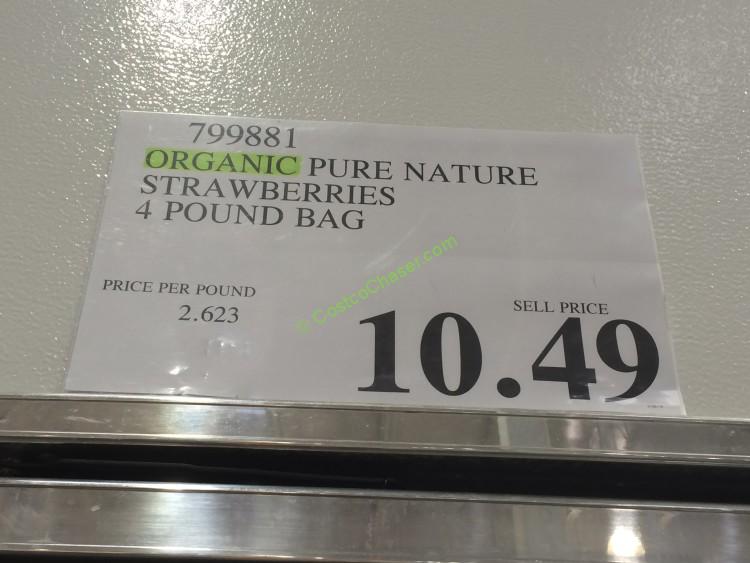 799881
ORGANIC PURE NATURE
STRAWBERRIES
4 POUND BAG
© CostcoChaser.com
PRICE PER POUND
2.623
SELL PRICE
10.49